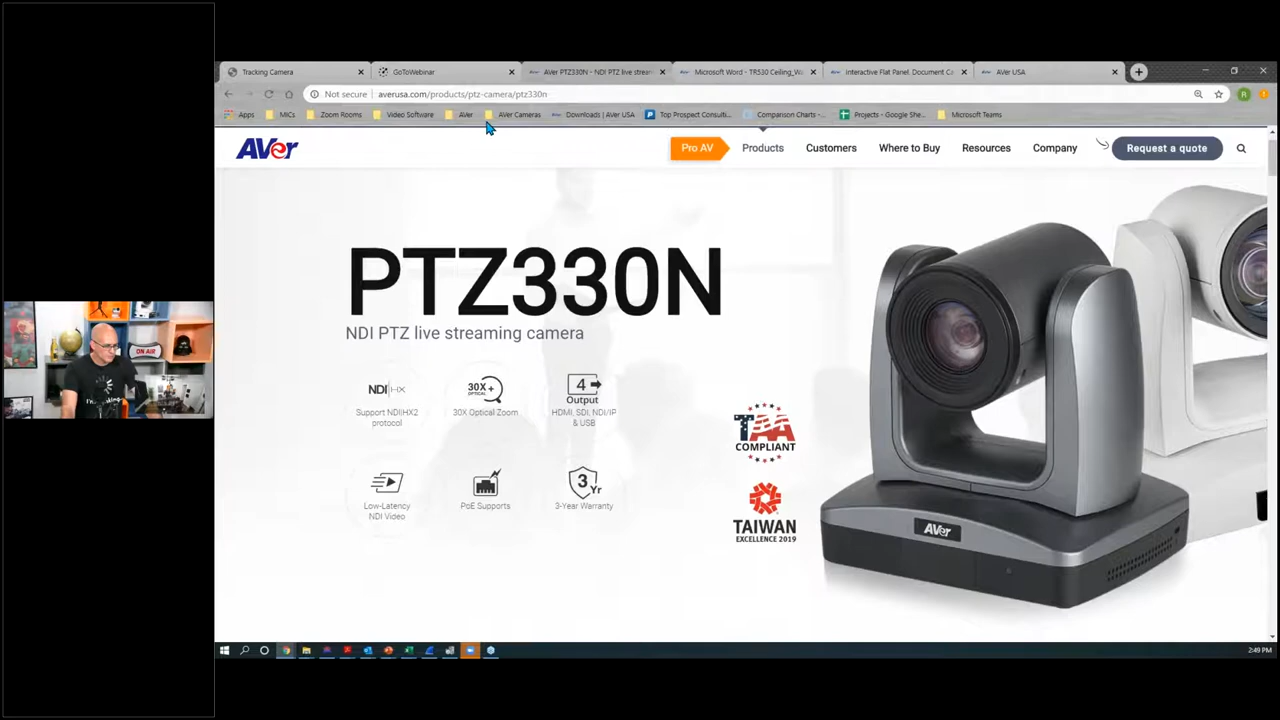 Tracking Camera
GoToWebinar
AVer PTZ330N - NDI PTZ live stream
Microsoft Word - TR530 Ceiling_W
Interactive Flat Panel. Document Ca
AVer USA
Not secure
averusa.com/products/ptz-camera/ptz330n
R
Apps
MICs
Zoom Rooms
Video Software
AVer
AVer Cameras
Downloads | AVer USA
Top Prospect Consulti...
Comparison Charts -...
Projects - Google She...
Microsoft Teams
AVer
Pro AV
Products
Customers
Where to Buy
Resources
Company
Request a quote
PTZ330N
NDI PTZ live streaming camera
NDI|HX
Support NDI|HX2
protocol
30X+
OPTICAL
30X Optical Zoom
4
Output
HDMI, SDI, NDI/IP
& USB
Low-Latency
NDI Video
PoE Supports
3
Yr
3-Year Warranty
TAA
COMPLIANT
TAIWAN
EXCELLENCE 2019
AVer
ON AIR
2:49 PM